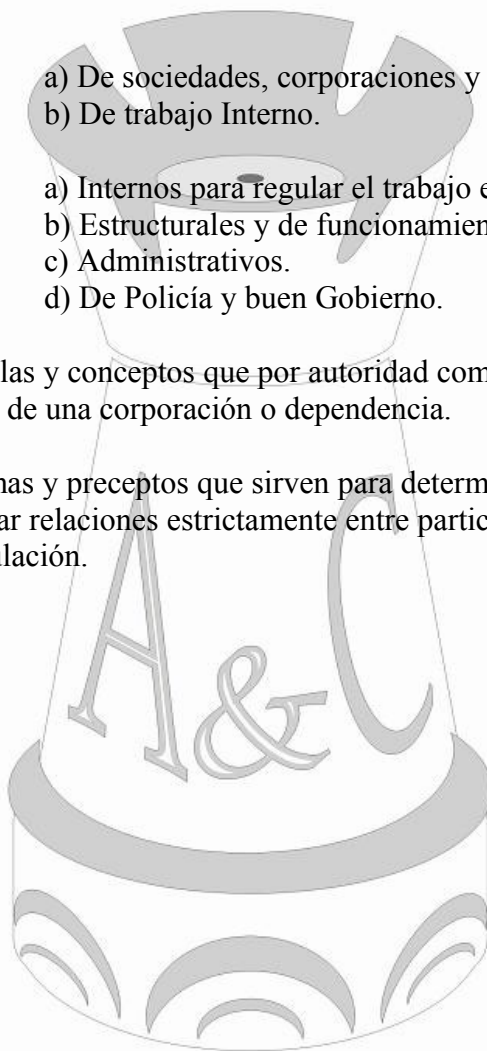 a) De sociedades, corporaciones y
b) De trabajo Interno.
a) Internos para regular el trabajo e
b) Estructurales y de funcionamien
c) Administrativos.
d) De Policía y buen Gobierno.
las y conceptos que por autoridad com
de una corporación o dependencia.
nas y preceptos que sirven para determ
ar relaciones estrictamente entre partic
ulación.
A&C